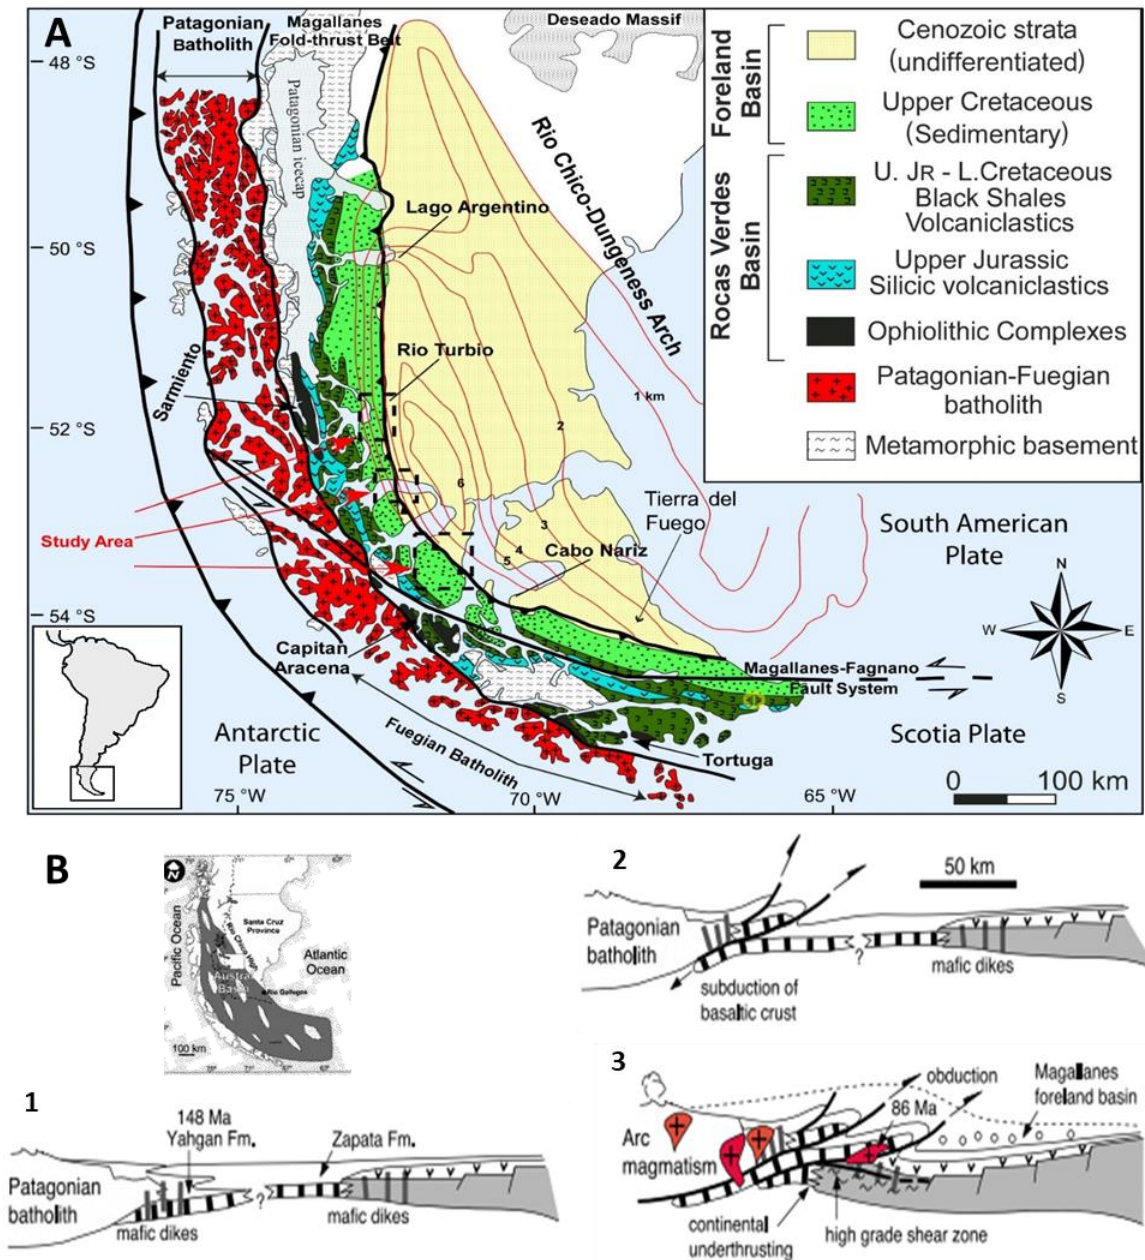 A
Patagonian
Batholith
Magallanes
Fold-thrust Belt
Deseado Massif
48 °S
50 °S
52 °S
54 °S
Patagonian icecap
Lago Argentino
Rio Chico-Dungeness Arch
Rio Turbio
Sarmiento
1 km
2
6
3
4
5
Study Area
Tierra del
Fuego
Cabo Nariz
South American
Plate
N
W
E
S
Capitan
Aracena
Magallanes-Fagnano
Fault System
Antarctic
Plate
Fuegian Batholith
Tortuga
Scotia Plate
0 100 km
75 °W
70 °W
65 °W
Foreland
Basin
Cenozoic strata
(undifferentiated)
Upper Cretaceous
(Sedimentary)
Rocas Verdes
Basin
U. JR - L.Cretaceous
Black Shales
Volcaniclastics
Upper Jurassic
Silicic volcaniclastics
Ophiolithic Complexes
Patagonian-Fuegian
batholith
Metamorphic basement
B
Pacific Ocean
Santa Cruz
Province
Rio Chico High
Atlantic
Ocean
Austral
Basin
Rio Gallegos
100 km
1
148 Ma
Yahgan Fm.
Zapata Fm.
Patagonian
batholith
?
mafic dikes
mafic dikes
2
50 km
Patagonian
batholith
?
mafic dikes
subduction of
basaltic crust
3
obduction
Magallanes
foreland basin
86 Ma
Arc
magmatism
continental
underthrusting
high grade shear zone